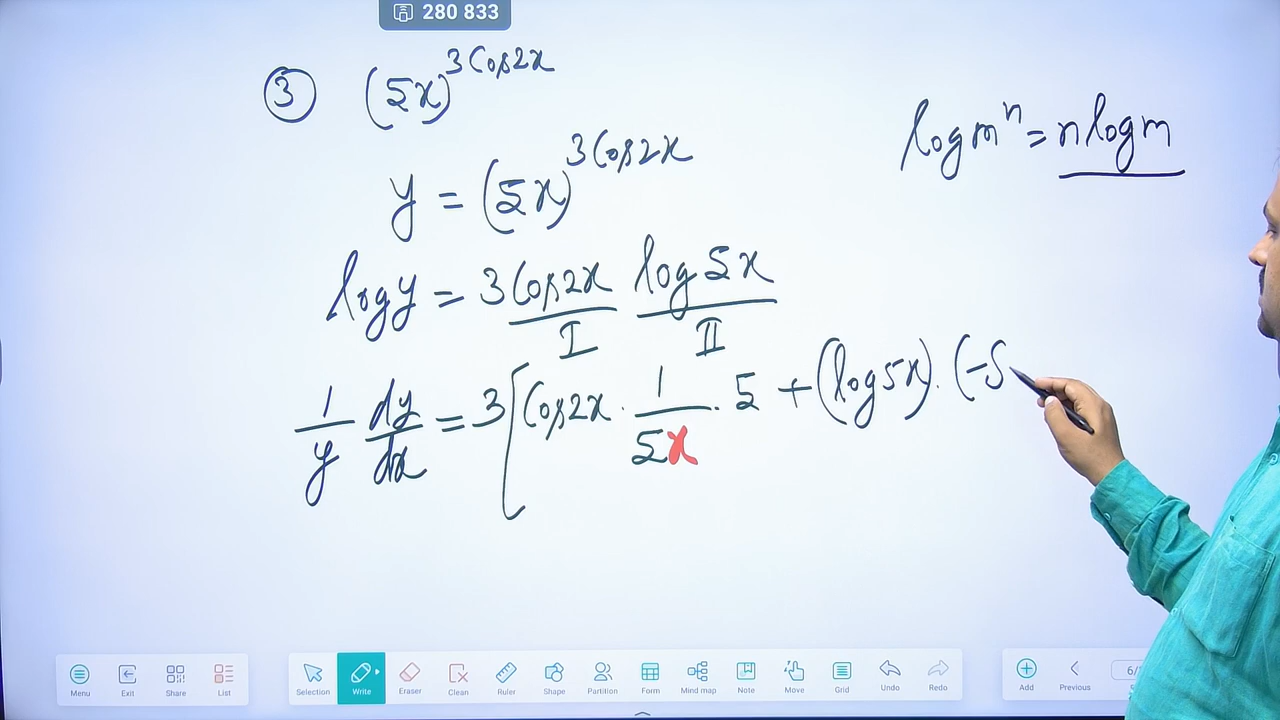 280 833
③ (5x)^{3Cos2x}
log m^n = n log m
y = (5x)^{3Cos2x}
log y = 3Cos2x log5x
I II
1/y dy/dx = 3[Cos2x · 1/5x · 5 + (log5x) · (-S
Menu Exit Share List Selection Write Eraser Clean Ruler Shape Partition Form Mind map Note Move Grid Undo Redo Add Previous 6/